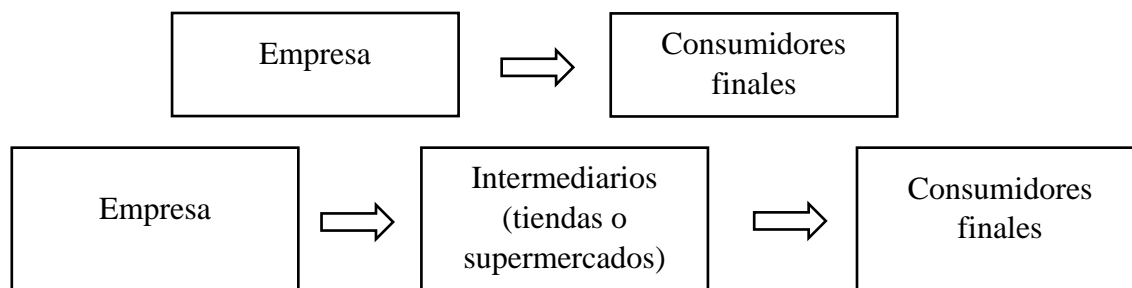 Empresa
Consumidores
finales
Empresa
Intermediarios
(tiendas o
supermercados)
Consumidores
finales